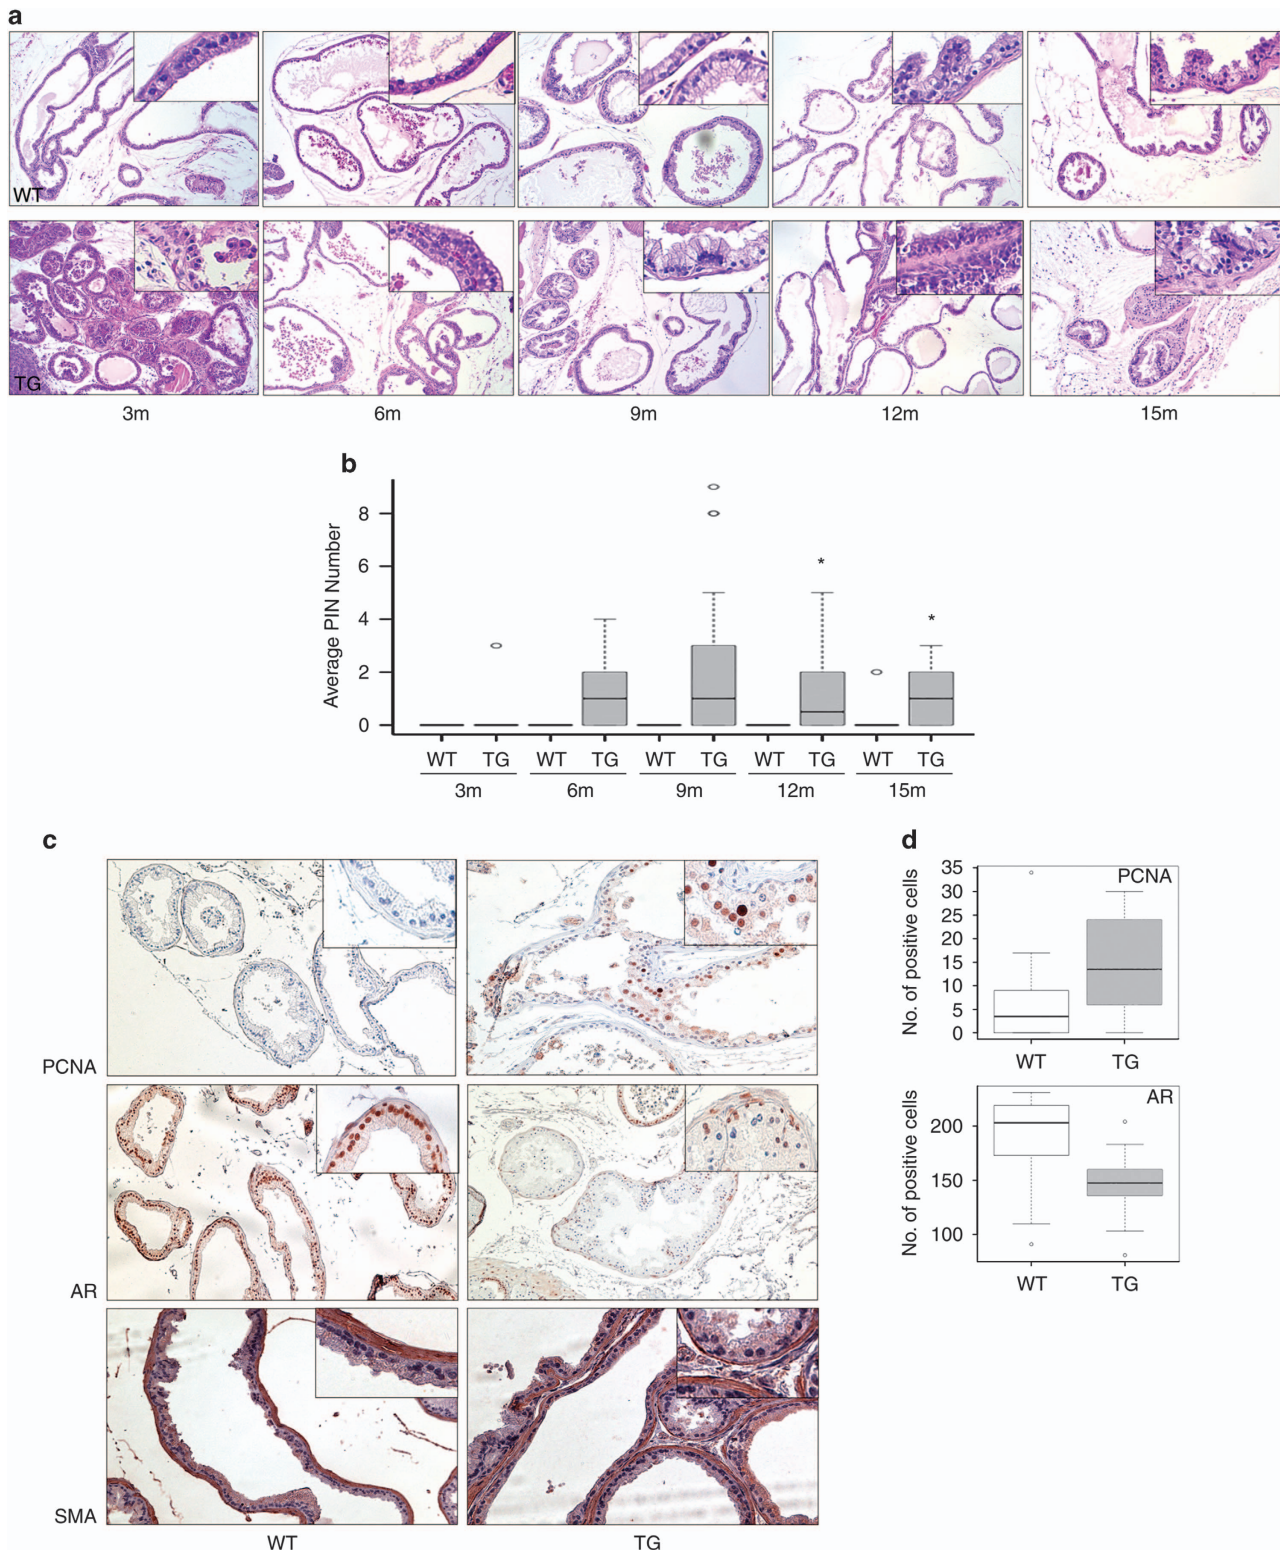 a
WT
TG
3m 6m 9m 12m 15m
b
Average PIN Number
8
6
4
2
0
*
*
WT TG WT TG WT TG WT TG WT TG
3m 6m 9m 12m 15m
c
PCNA
AR
SMA
WT TG
d
No. of positive cells
35
30
25
20
15
10
5
0
PCNA
WT TG
No. of positive cells
200
150
100
AR
WT TG